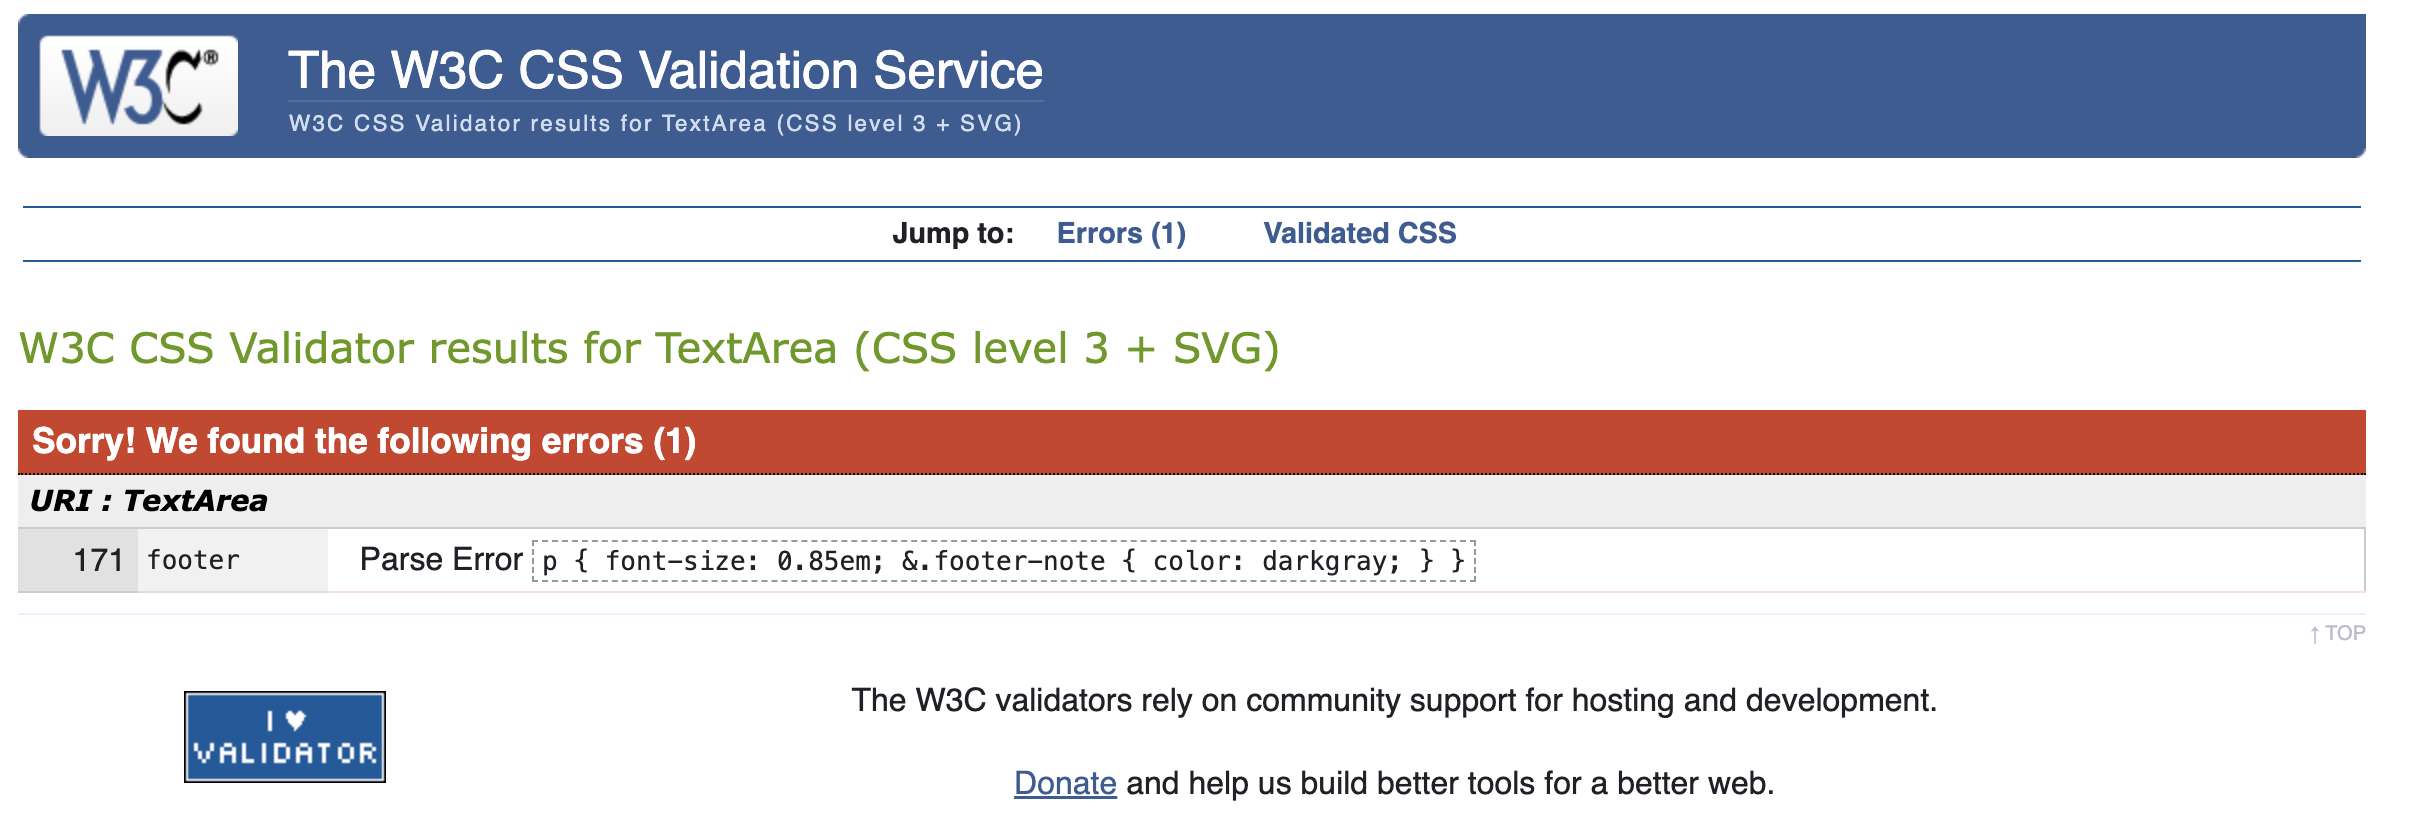 W3C®
The W3C CSS Validation Service
W3C CSS Validator results for TextArea (CSS level 3 + SVG)
Jump to: Errors (1) Validated CSS
W3C CSS Validator results for TextArea (CSS level 3 + SVG)
Sorry! We found the following errors (1)
URI : TextArea
171 footer Parse Error p { font-size: 0.85em; &.footer-note { color: darkgray; } }
↑ TOP
I ♥
VALIDATOR
The W3C validators rely on community support for hosting and development.
Donate and help us build better tools for a better web.